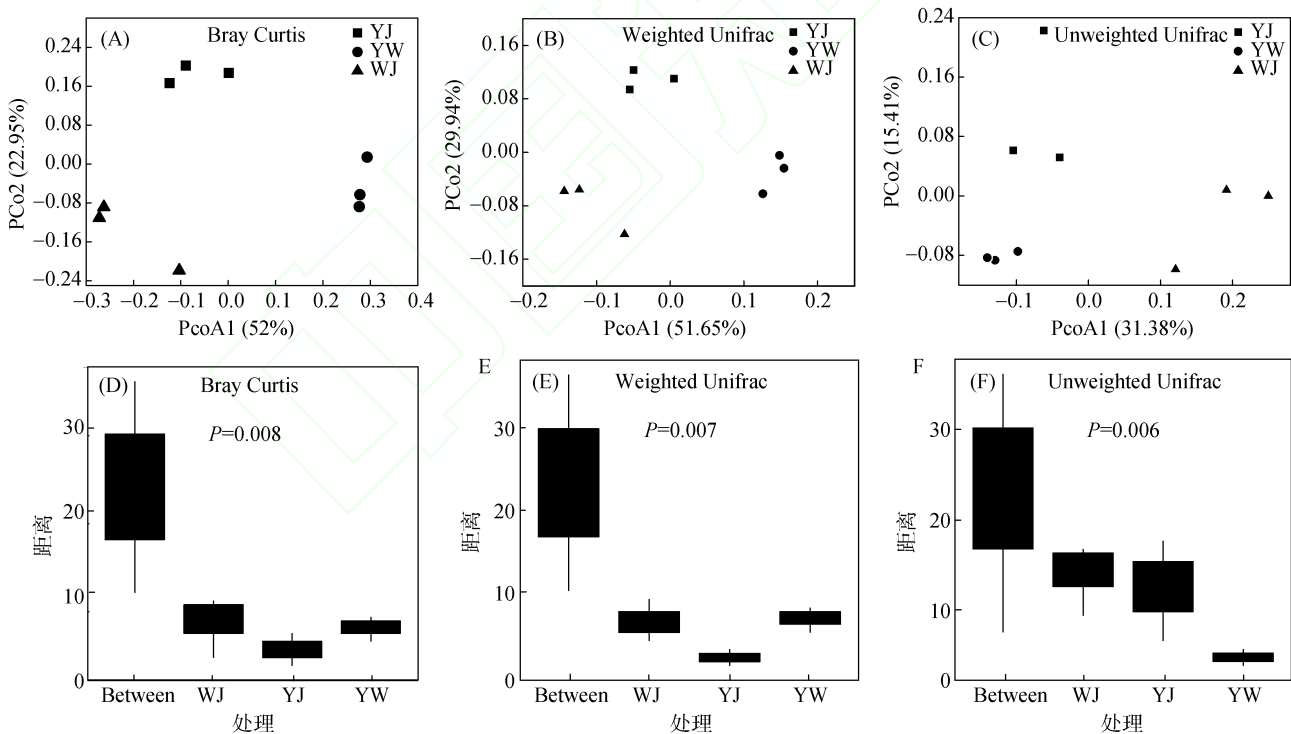 (A) Bray Curtis
YJ
YW
WJ
0.24
0.16
0.08
0.00
−0.08
−0.16
−0.24
PCo2 (22.95%)
−0.3 −0.1 −0.1 0.0 0.1 0.2 0.3 0.4
PcoA1 (52%)
(B) Weighted Unifrac
YJ
YW
WJ
0.16
0.08
0.00
−0.08
−0.16
PCo2 (29.94%)
−0.2 −0.1 0.0 0.1 0.2
PcoA1 (51.65%)
(C) Unweighted Unifrac
YJ
YW
WJ
0.24
0.16
0.08
0.00
−0.08
PCo2 (15.41%)
−0.1 0.0 0.1 0.2
PcoA1 (31.38%)
(D) Bray Curtis
P=0.008
30
20
10
0
距离
Between WJ YJ YW
处理
E
(E) Weighted Unifrac
P=0.007
30
20
10
0
距离
Between WJ YJ YW
处理
F
(F) Unweighted Unifrac
P=0.006
30
20
10
0
距离
Between WJ YJ YW
处理